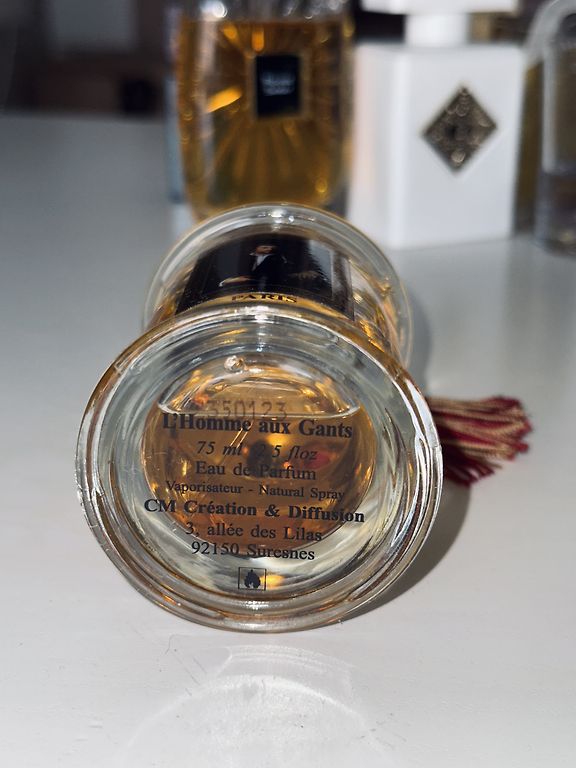 PARIS
350123
L'Homme aux Gants
75 ml 2.5 floz
Eau de Parfum
Vaporisateur - Natural Spray
CM Création & Diffusion
3, allée des Lilas
92150 Suresnes